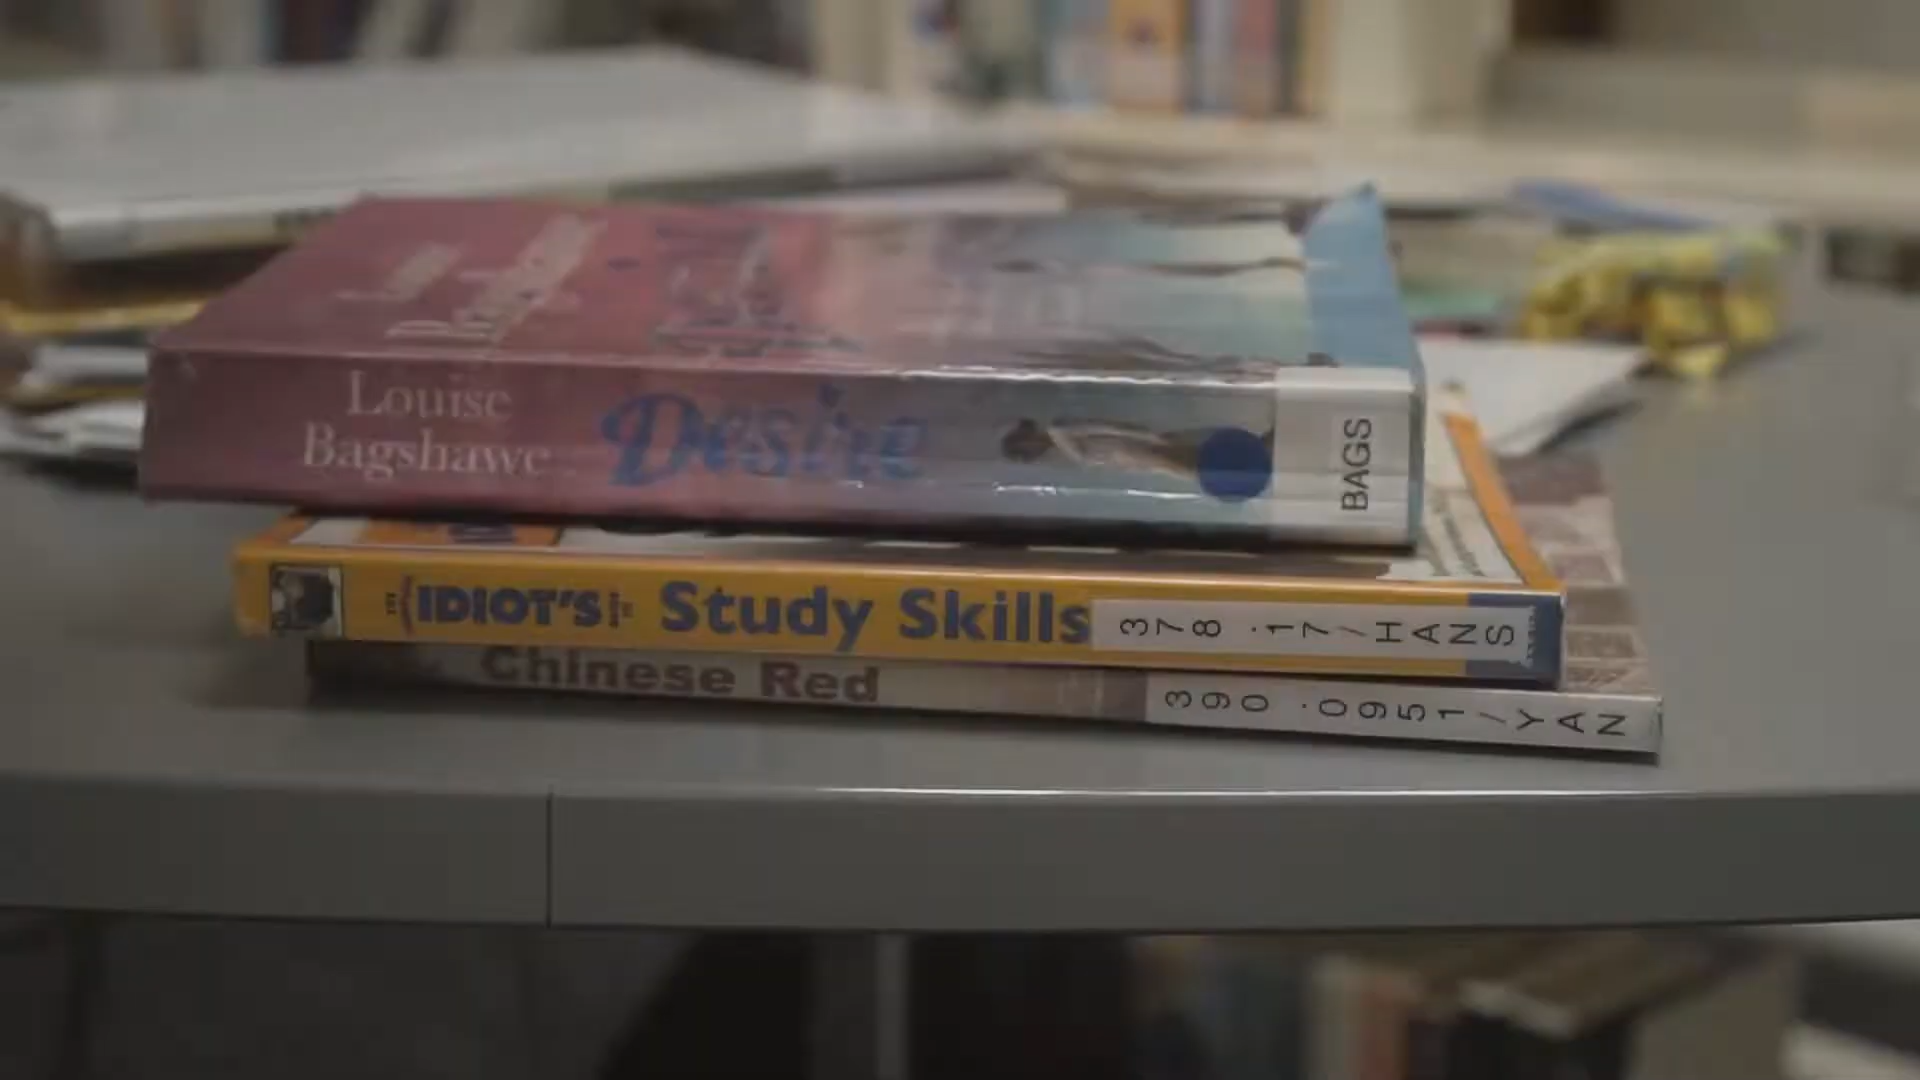 Louise
Bagshawe
Desire
BAGS
IDIOT'S
Study Skills
378.17/HANS
Chinese Red
390.0951/YAN